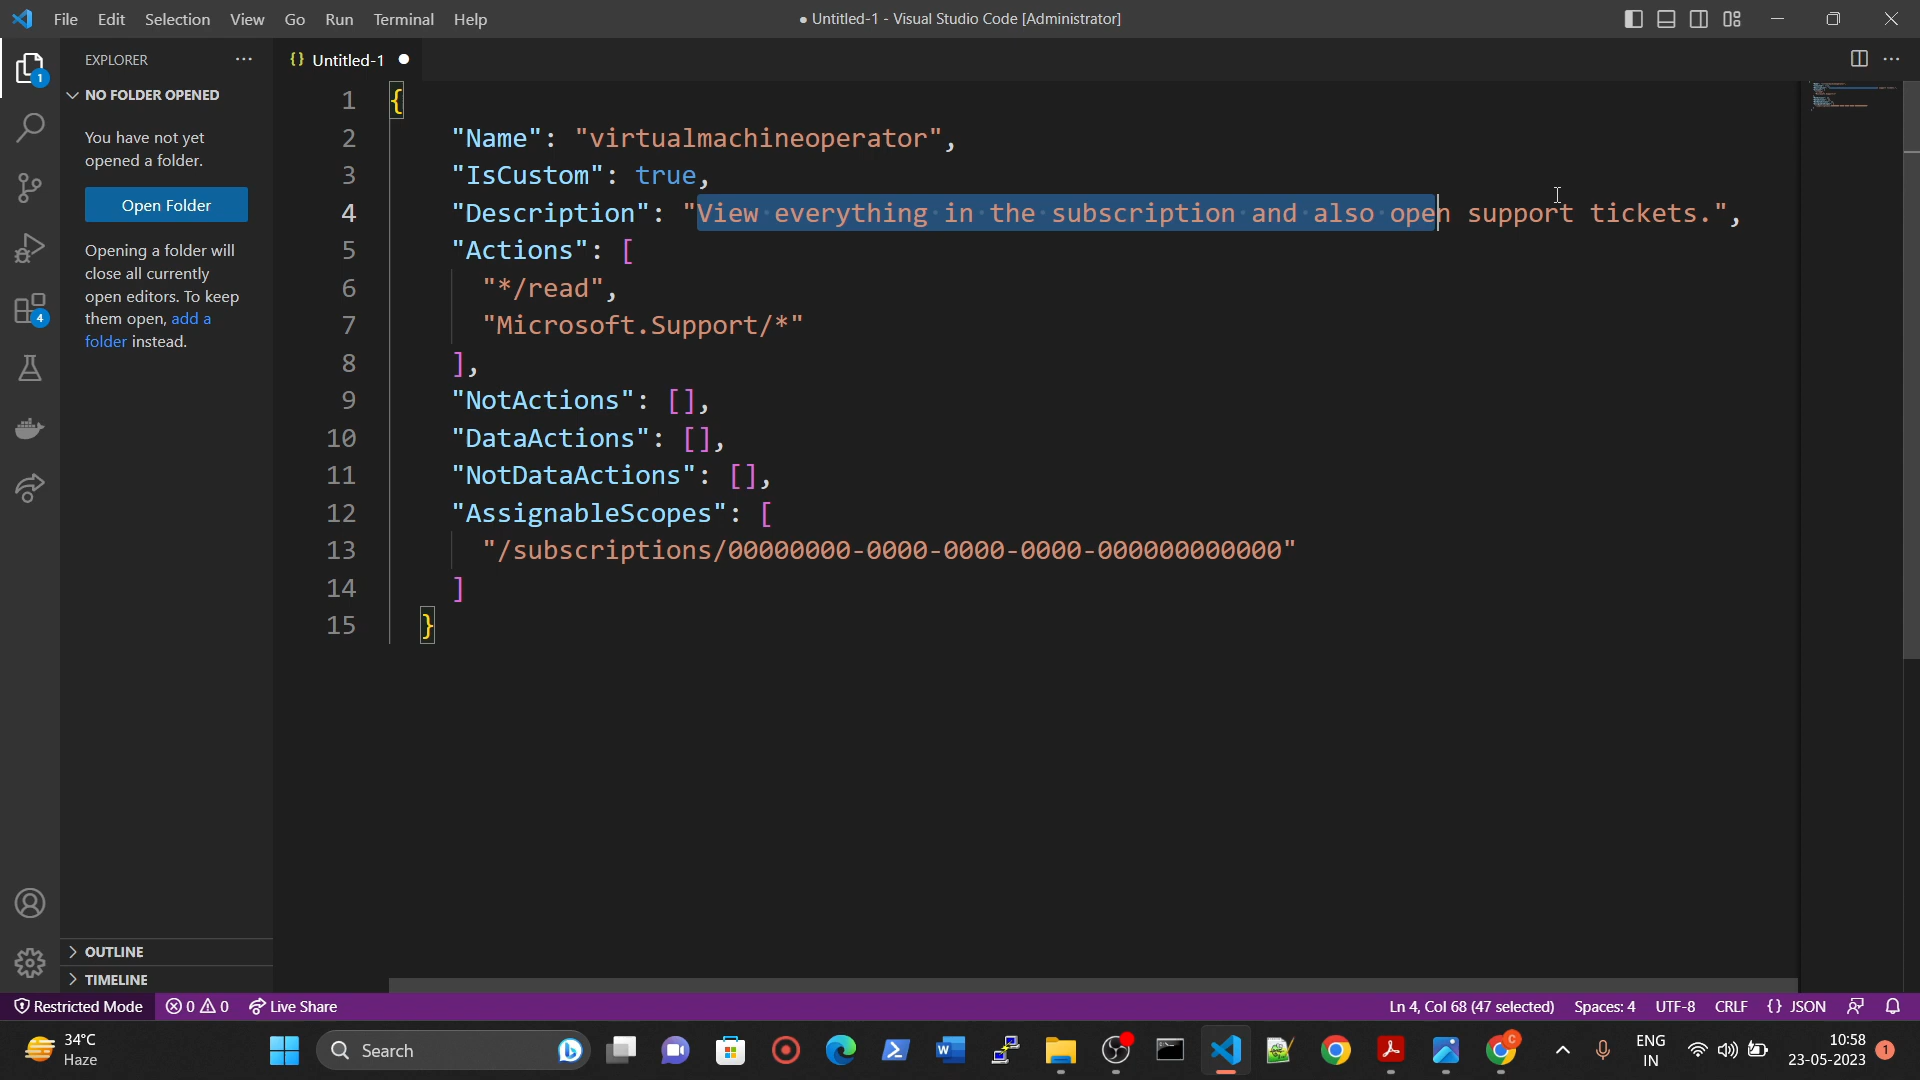 File Edit Selection View Go Run Terminal Help
● Untitled-1 - Visual Studio Code [Administrator]
EXPLORER
{} Untitled-1 ●
NO FOLDER OPENED
You have not yet
opened a folder.
Open Folder
Opening a folder will
close all currently
open editors. To keep
them open, add a
folder instead.
1
4
1 {
2 "Name": "virtualmachineoperator",
3 "IsCustom": true,
4 "Description": "View everything in the subscription and also open support tickets.",
5 "Actions": [
6 "*/read",
7 "Microsoft.Support/*"
8 ],
9 "NotActions": [],
10 "DataActions": [],
11 "NotDataActions": [],
12 "AssignableScopes": [
13 "/subscriptions/00000000-0000-0000-0000-000000000000"
14 ]
15 }
OUTLINE
TIMELINE
Restricted Mode 0 0 Live Share
Ln 4, Col 68 (47 selected) Spaces: 4 UTF-8 CRLF {} JSON
34°C
Haze
Search
ENG
IN
10:58
23-05-2023
1